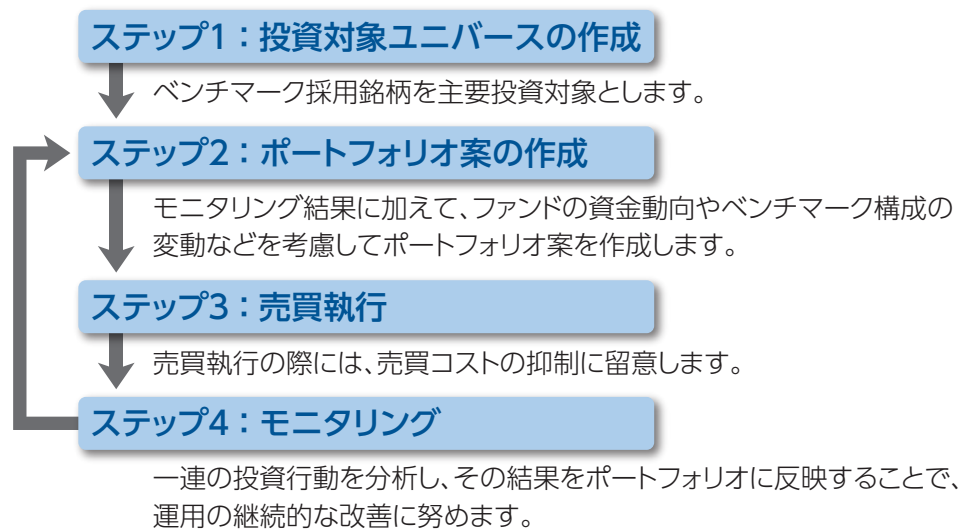 ステップ1：投資対象ユニバースの作成
ベンチマーク採用銘柄を主要投資対象とします。
ステップ2：ポートフォリオ案の作成
モニタリング結果に加えて、ファンドの資金動向やベンチマーク構成の
変動などを考慮してポートフォリオ案を作成します。
ステップ3：売買執行
売買執行の際には、売買コストの抑制に留意します。
ステップ4：モニタリング
一連の投資行動を分析し、その結果をポートフォリオに反映することで、
運用の継続的な改善に努めます。